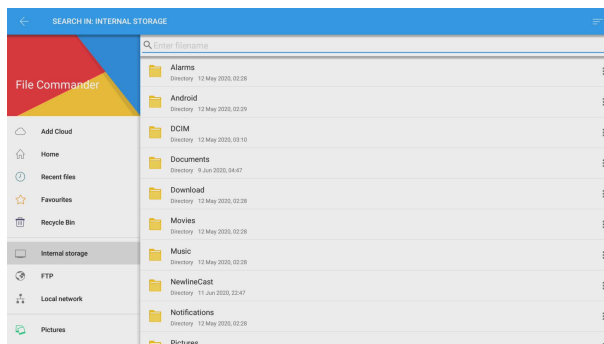 SEARCH IN: INTERNAL STORAGE
Enter filename
File Commander
Add Cloud
Home
Recent files
Favourites
Recycle Bin
Internal storage
FTP
Local network
Pictures
Alarms
Directory 12 May 2020, 02:28
Android
Directory 12 May 2020, 02:29
DCIM
Directory 12 May 2020, 03:10
Documents
Directory 9 Jun 2020, 04:47
Download
Directory 12 May 2020, 02:28
Movies
Directory 12 May 2020, 02:28
Music
Directory 12 May 2020, 02:28
NewlineCast
Directory 11 Jun 2020, 22:47
Notifications
Directory 12 May 2020, 02:28
Pictures